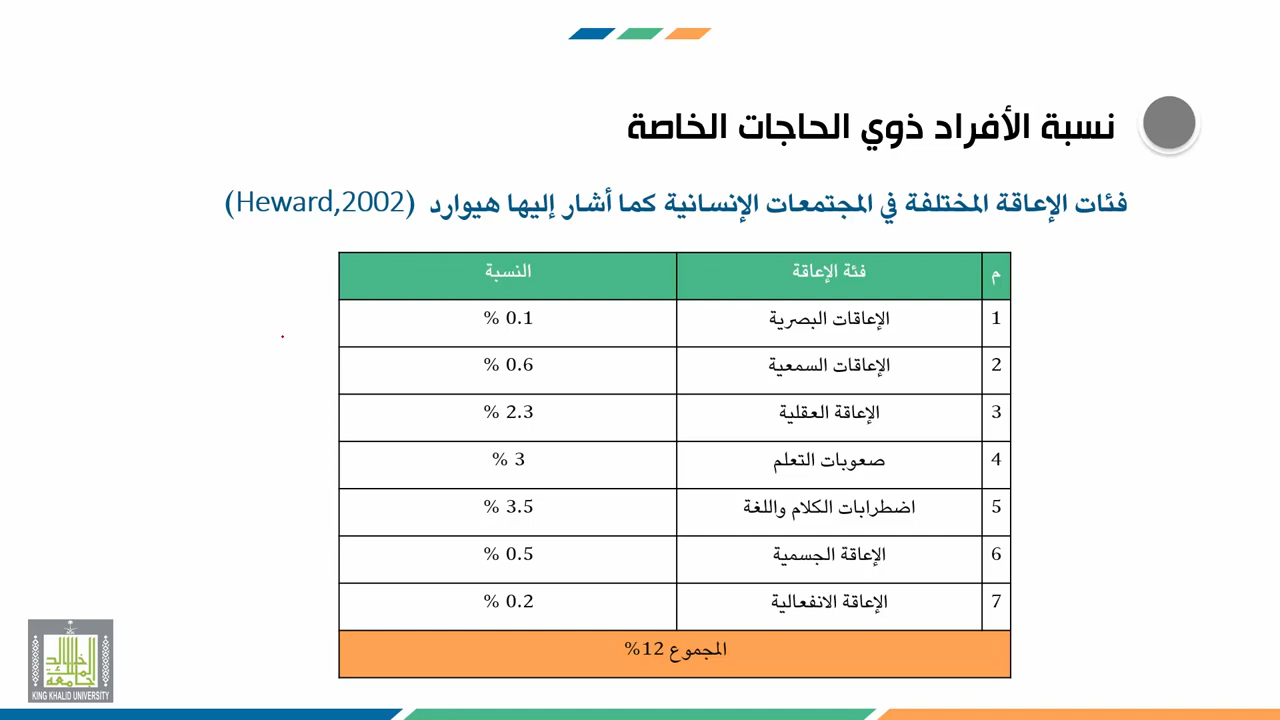 نسبة الأفراد ذوي الحاجات الخاصة
فئات الإعاقة المختلفة في المجتمعات الإنسانية كما أشار إليها هيوارد (Heward,2002)
م فئة الإعاقة النسبة
1 الإعاقات البصرية 0.1 %
2 الإعاقات السمعية 0.6 %
3 الإعاقة العقلية 2.3 %
4 صعوبات التعلم 3 %
5 اضطرابات الكلام واللغة 3.5 %
6 الإعاقة الجسمية 0.5 %
7 الإعاقة الانفعالية 0.2 %
المجموع 12%
جامعة الملك خالد
KING KHALID UNIVERSITY